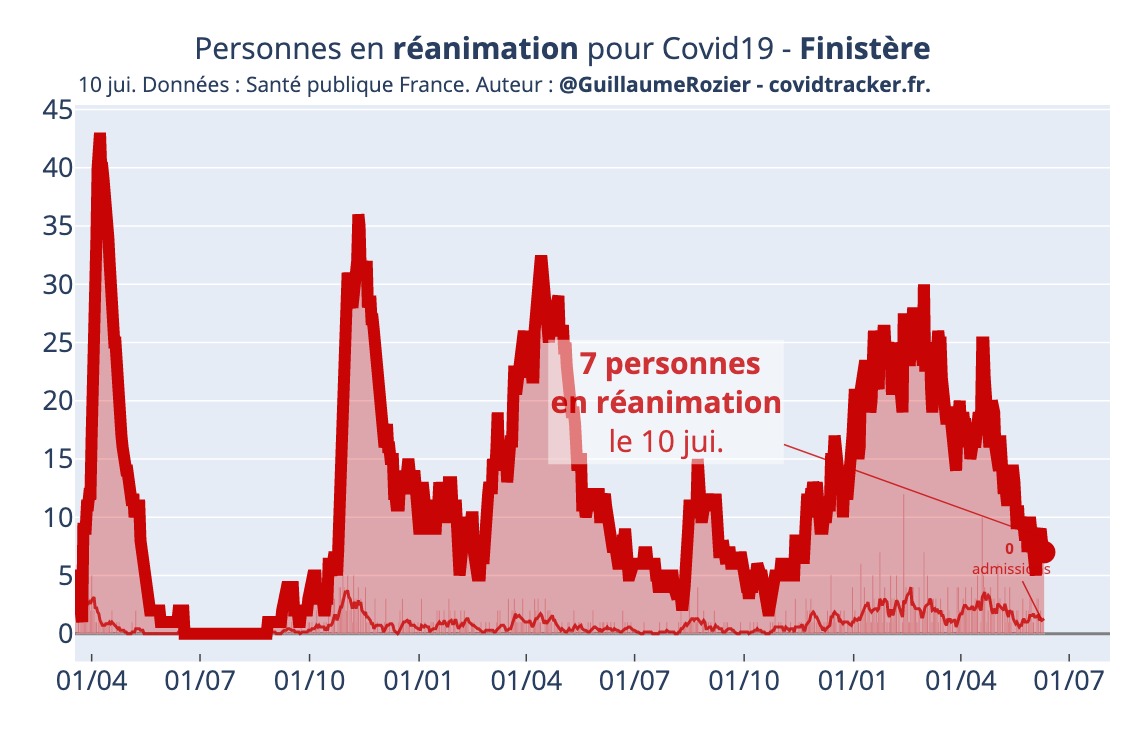 Personnes en réanimation pour Covid19 - Finistère
10 jui. Données : Santé publique France. Auteur : @GuillaumeRozier - covidtracker.fr.
45
40
35
30
25
20
15
10
5
0
7 personnes
en réanimation
le 10 jui.
0
admissions
01/04 01/07 01/10 01/01 01/04 01/07 01/10 01/01 01/04 01/07